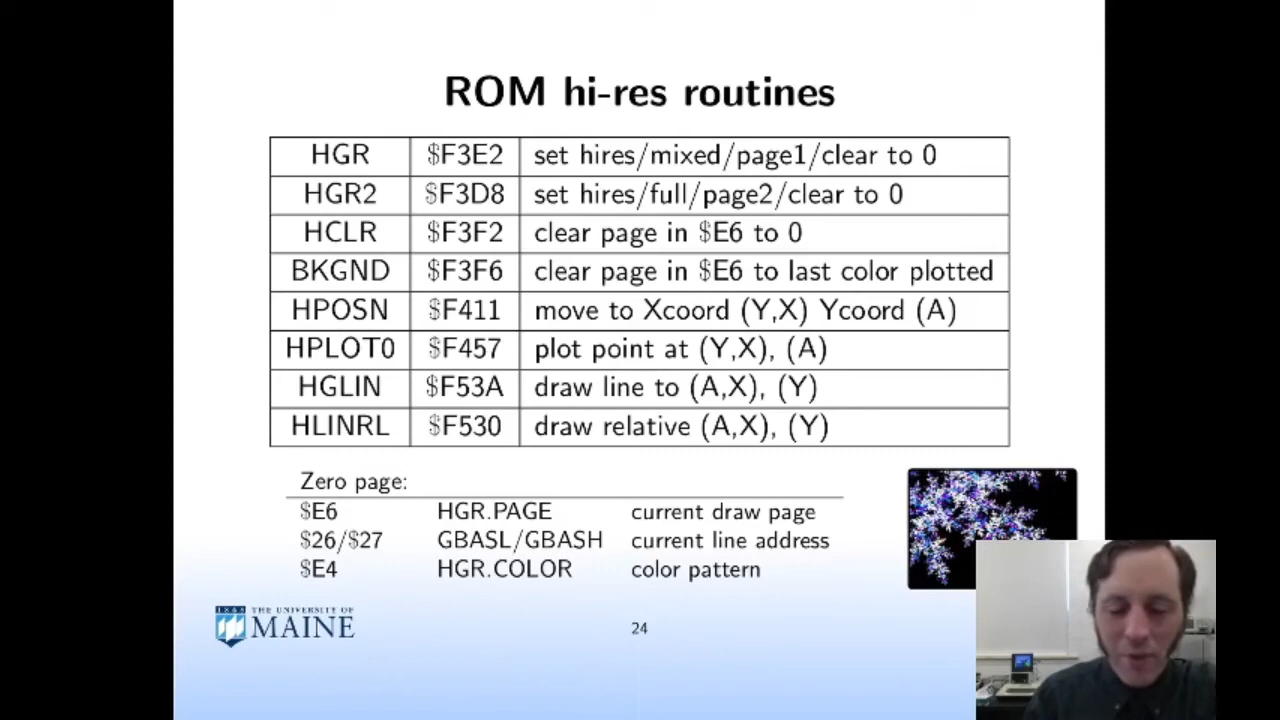 ROM hi-res routines
HGR $F3E2 set hires/mixed/page1/clear to 0
HGR2 $F3D8 set hires/full/page2/clear to 0
HCLR $F3F2 clear page in $E6 to 0
BKGND $F3F6 clear page in $E6 to last color plotted
HPOSN $F411 move to Xcoord (Y,X) Ycoord (A)
HPLOT0 $F457 plot point at (Y,X), (A)
HGLIN $F53A draw line to (A,X), (Y)
HLINRL $F530 draw relative (A,X), (Y)
Zero page:
$E6 HGR.PAGE current draw page
$26/$27 GBASL/GBASH current line address
$E4 HGR.COLOR color pattern
1865 THE UNIVERSITY OF
MAINE
24